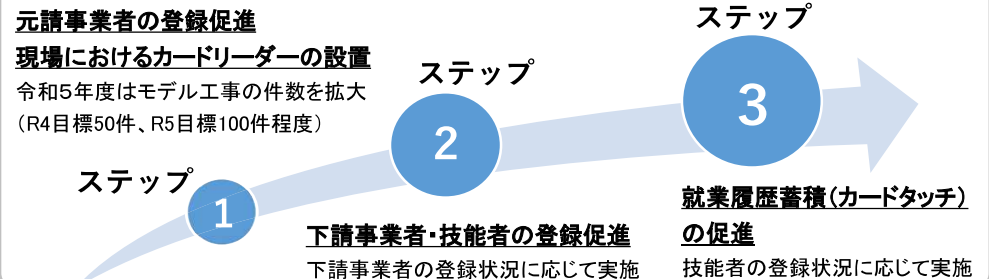 元請事業者の登録促進
現場におけるカードリーダーの設置
令和5年度はモデル工事の件数を拡大
（R4目標50件、R5目標100件程度）
ステップ
1
ステップ
2
下請事業者・技能者の登録促進
下請事業者の登録状況に応じて実施
ステップ
3
就業履歴蓄積（カードタッチ）
の促進
技能者の登録状況に応じて実施